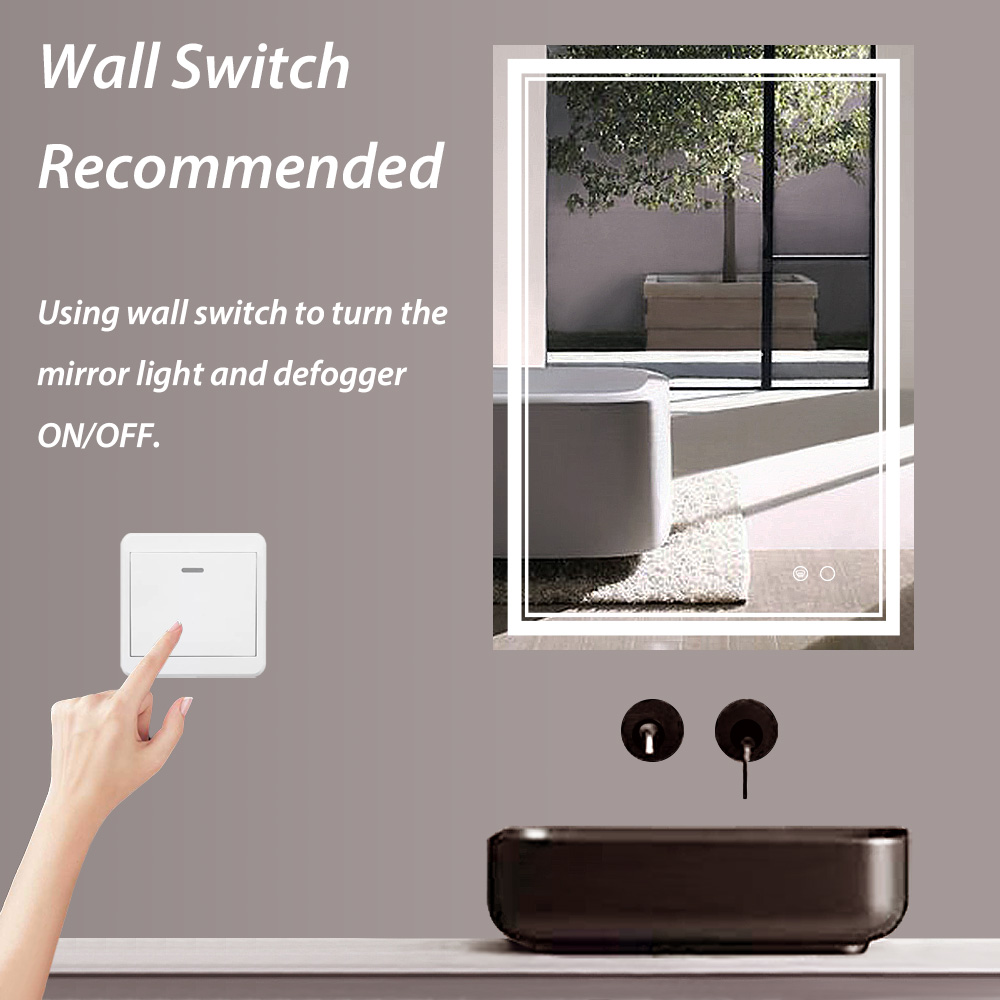 Wall Switch
Recommended
Using wall switch to turn the
mirror light and defogger
ON/OFF.